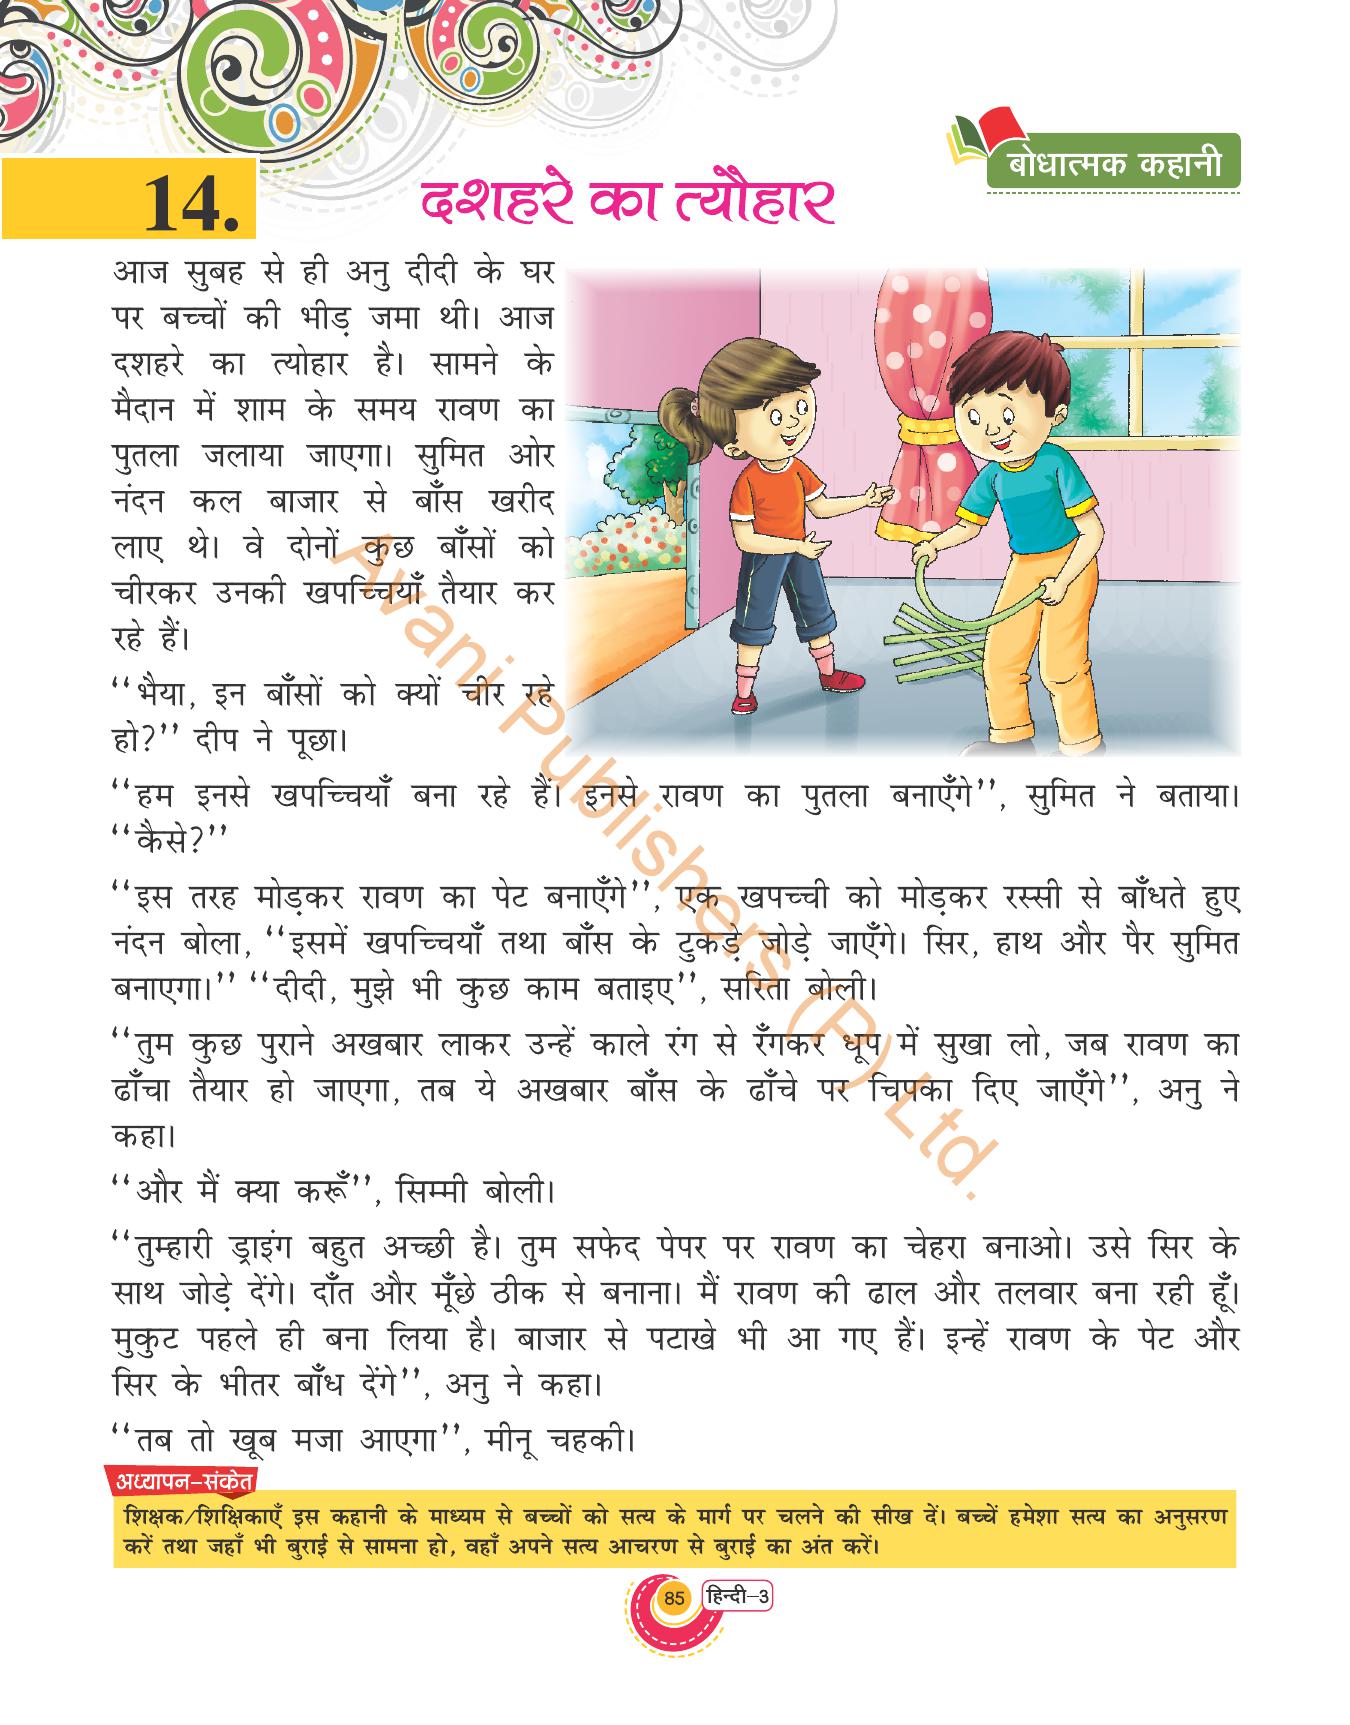 बोधात्मक कहानी
14.
दशहरे का त्यौहार
आज सुबह से ही अनु दीदी के घर
पर बच्चों की भीड़ जमा थी। आज
दशहरे का त्योहार है। सामने के
मैदान में शाम के समय रावण का
पुतला जलाया जाएगा। सुमित ओर
नंदन कल बाजार से बाँस खरीद
लाए थे। वे दोनों कुछ बाँसों को
चीरकर उनकी खपच्चियाँ तैयार कर
रहे हैं।
‘‘भैया, इन बाँसों को क्यों चीर रहे
हो?’’ दीप ने पूछा।
‘‘हम इनसे खपच्चियाँ बना रहे हैं। इनसे रावण का पुतला बनाएँगे’’, सुमित ने बताया।
‘‘कैसे?’’
‘‘इस तरह मोड़कर रावण का पेट बनाएँगे’’, एक खपच्ची को मोड़कर रस्सी से बाँधते हुए
नंदन बोला, ‘‘इसमें खपच्चियाँ तथा बाँस के टुकड़े जोड़े जाएँगे। सिर, हाथ और पैर सुमित
बनाएगा।’’ ‘‘दीदी, मुझे भी कुछ काम बताइए’’, सरिता बोली।
‘‘तुम कुछ पुराने अखबार लाकर उन्हें काले रंग से रँगकर धूप में सुखा लो, जब रावण का
ढाँचा तैयार हो जाएगा, तब ये अखबार बाँस के ढाँचे पर चिपका दिए जाएँगे’’, अनु ने
कहा।
‘‘और मैं क्या करूँ’’, सिम्मी बोली।
‘‘तुम्हारी ड्राइंग बहुत अच्छी है। तुम सफेद पेपर पर रावण का चेहरा बनाओ। उसे सिर के
साथ जोड़े देंगे। दाँत और मूँछे ठीक से बनाना। मैं रावण की ढाल और तलवार बना रही हूँ।
मुकुट पहले ही बना लिया है। बाजार से पटाखे भी आ गए हैं। इन्हें रावण के पेट और
सिर के भीतर बाँध देंगे’’, अनु ने कहा।
‘‘तब तो खूब मजा आएगा’’, मीनू चहकी।
अध्यापन–संकेत
शिक्षक/शिक्षिकाएँ इस कहानी के माध्यम से बच्चों को सत्य के मार्ग पर चलने की सीख दें। बच्चें हमेशा सत्य का अनुसरण
करें तथा जहाँ भी बुराई से सामना हो, वहाँ अपने सत्य आचरण से बुराई का अंत करें।
85 हिन्दी–3
Avani Publishers (P) Ltd.